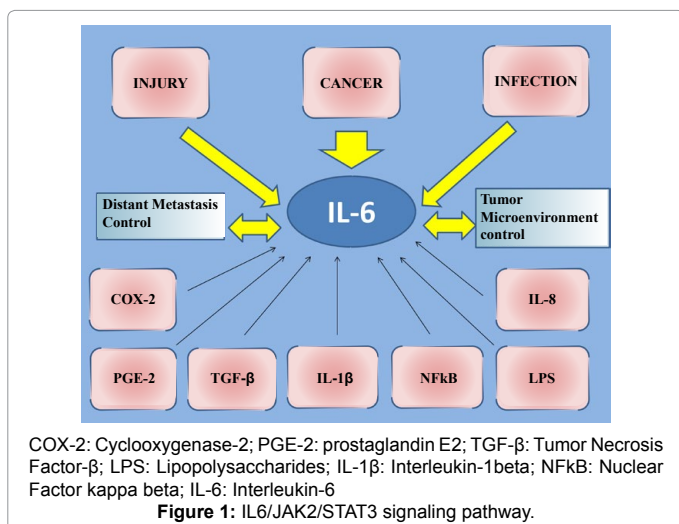 INJURY
CANCER
INFECTION
Distant Metastasis
Control
IL-6
Tumor
Microenvironment
control
COX-2
IL-8
PGE-2
TGF-β
IL-1β
NFkB
LPS
COX-2: Cyclooxygenase-2; PGE-2: prostaglandin E2; TGF-β: Tumor Necrosis
Factor-β; LPS: Lipopolysaccharides; IL-1β: Interleukin-1beta; NFkB: Nuclear
Factor kappa beta; IL-6: Interleukin-6
Figure 1: IL6/JAK2/STAT3 signaling pathway.